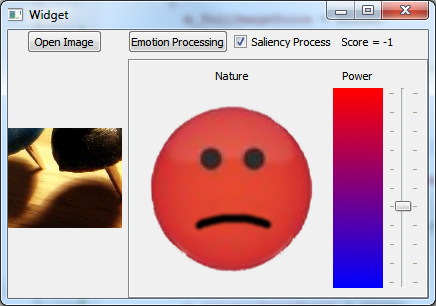 Widget
Open Image Emotion Processing Saliency Process Score = -1
Nature Power